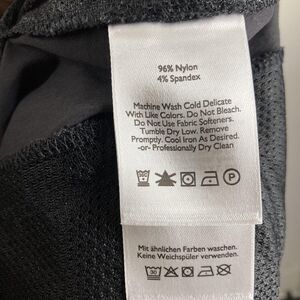 96% Nylon
4% Spandex
Machine Wash Cold Delicate
With Like Colors. Do Not Bleach.
Do Not Use Fabric Softeners.
Tumble Dry Low. Remove
Promptly. Cool Iron As Desired.
-or- Professionally Dry Clean
P
Mit ähnlichen Farben waschen.
Keine Weichspüler verwenden.
30